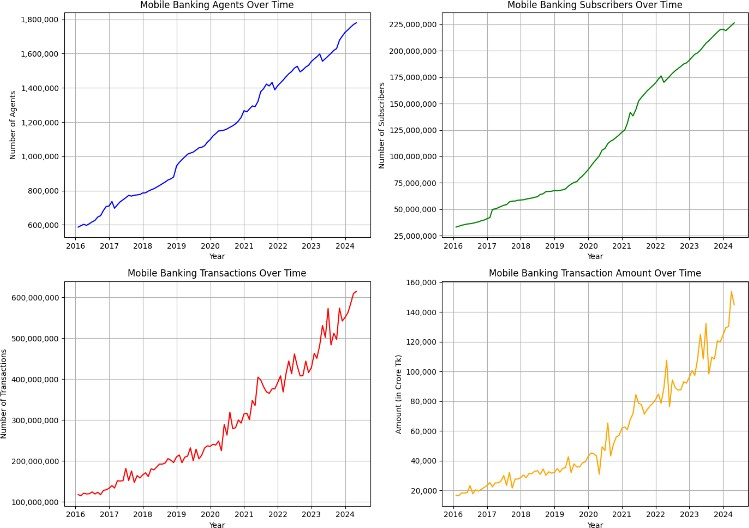 Mobile Banking Agents Over Time
Number of Agents
1,800,000
1,600,000
1,400,000
1,200,000
1,000,000
800,000
600,000
2016 2017 2018 2019 2020 2021 2022 2023 2024
Year
Mobile Banking Subscribers Over Time
Number of Subscribers
225,000,000
200,000,000
175,000,000
150,000,000
125,000,000
100,000,000
75,000,000
50,000,000
25,000,000
2016 2017 2018 2019 2020 2021 2022 2023 2024
Year
Mobile Banking Transactions Over Time
Number of Transactions
600,000,000
500,000,000
400,000,000
300,000,000
200,000,000
100,000,000
2016 2017 2018 2019 2020 2021 2022 2023 2024
Year
Mobile Banking Transaction Amount Over Time
Amount (in Crore Tk)
160,000
140,000
120,000
100,000
80,000
60,000
40,000
20,000
2016 2017 2018 2019 2020 2021 2022 2023 2024
Year